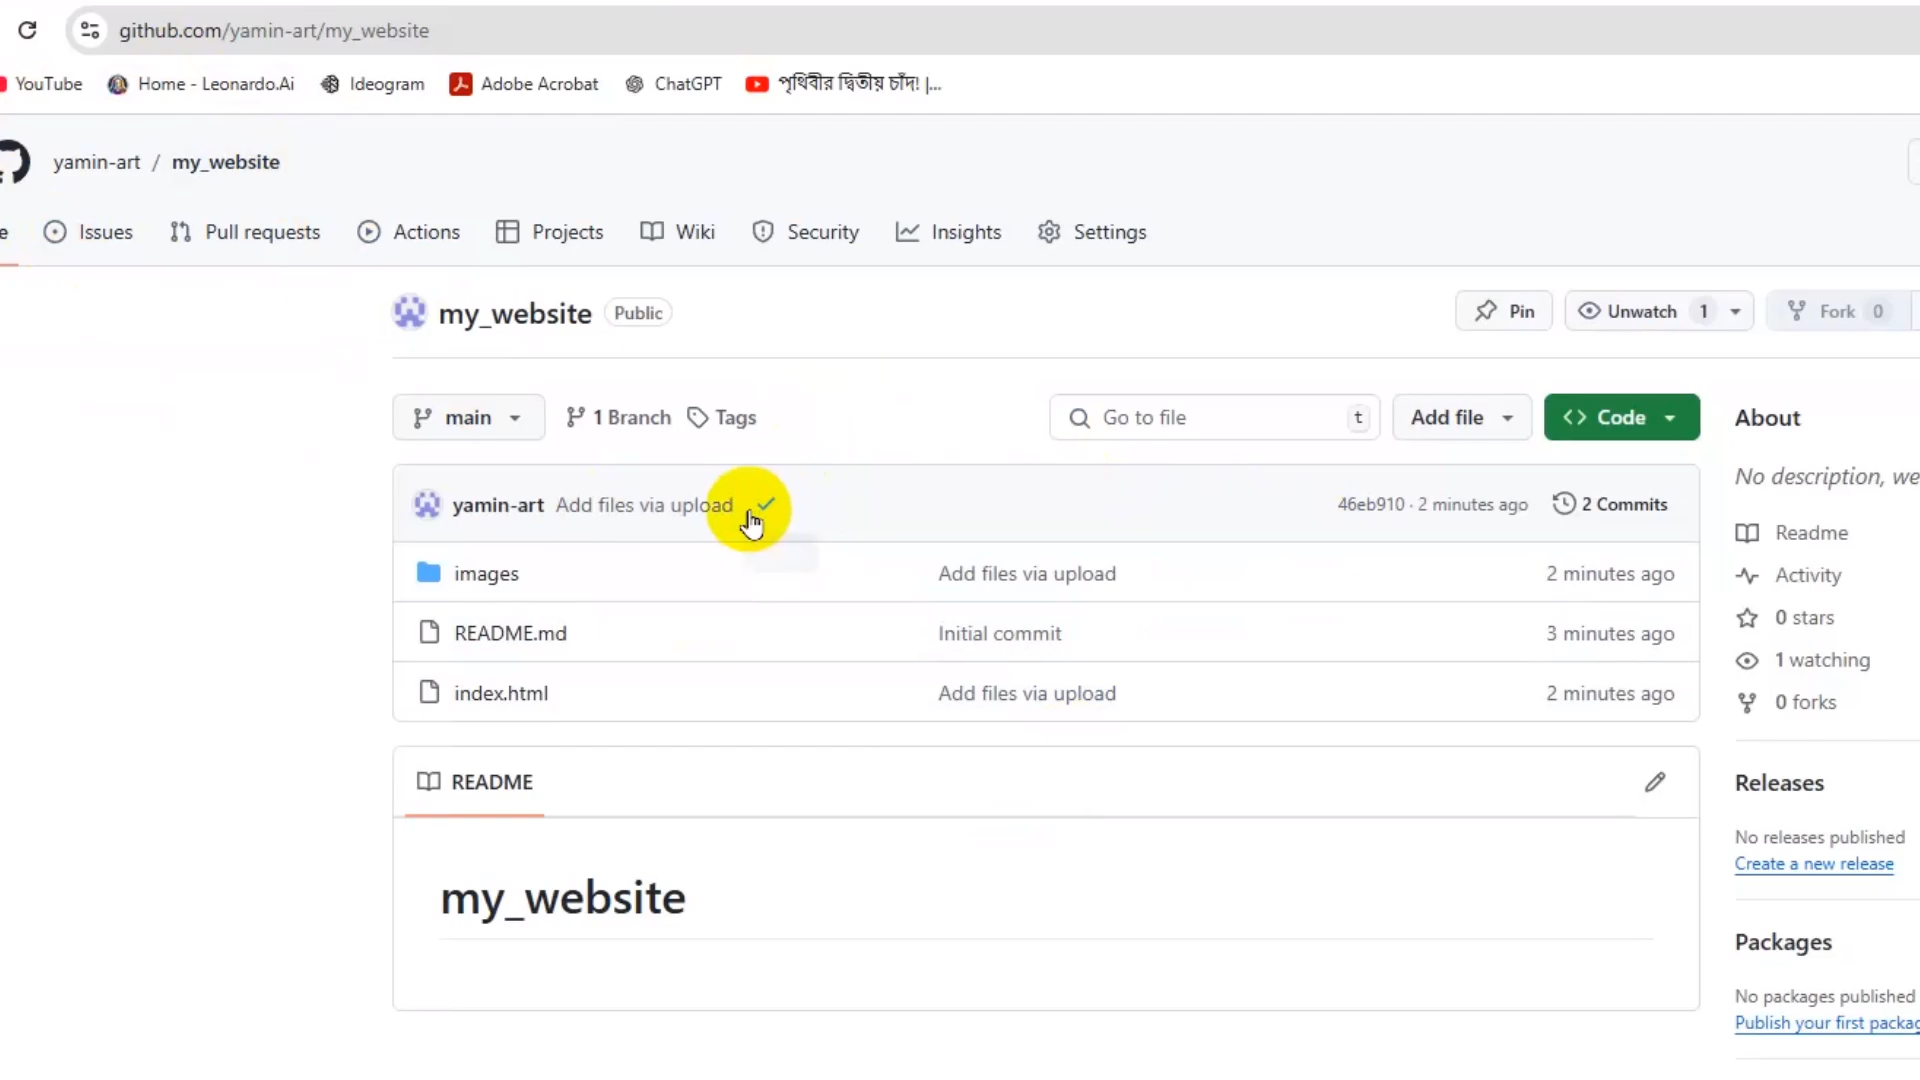 github.com/yamin-art/my_website
YouTube Home - Leonardo.Ai Ideogram Adobe Acrobat ChatGPT পৃথিবীর দ্বিতীয় চাঁদ! |...
yamin-art / my_website
e Issues Pull requests Actions Projects Wiki Security Insights Settings
my_website Public Pin Unwatch 1 Fork 0
main 1 Branch Tags Go to file t Add file <> Code About
No description, we
yamin-art Add files via upload 46eb910 · 2 minutes ago 2 Commits
Readme
images Add files via upload 2 minutes ago
Activity
0 stars
README.md Initial commit 3 minutes ago
1 watching
index.html Add files via upload 2 minutes ago
0 forks
README
Releases
No releases published
Create a new release
my_website
Packages
No packages published
Publish your first packag